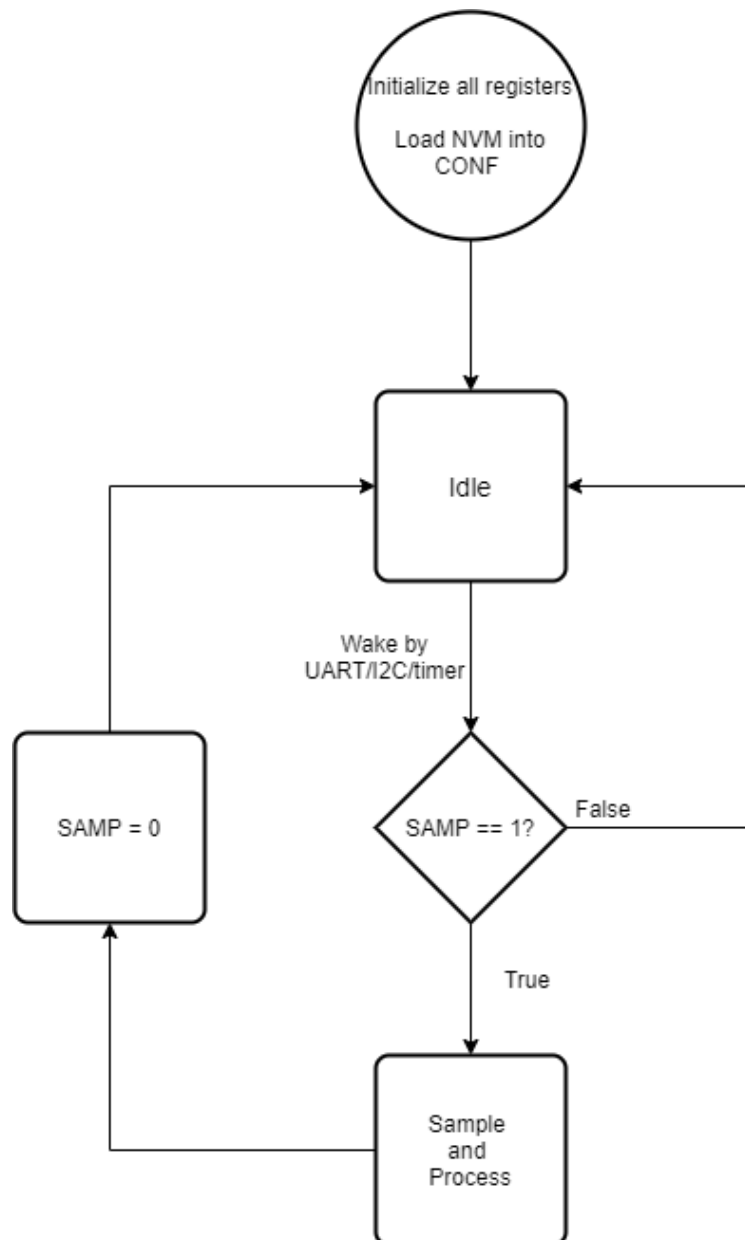 Initialize all registers
Load NVM into
CONF
Idle
Wake by
UART/I2C/timer
SAMP = 0
SAMP == 1?
False
True
Sample
and
Process